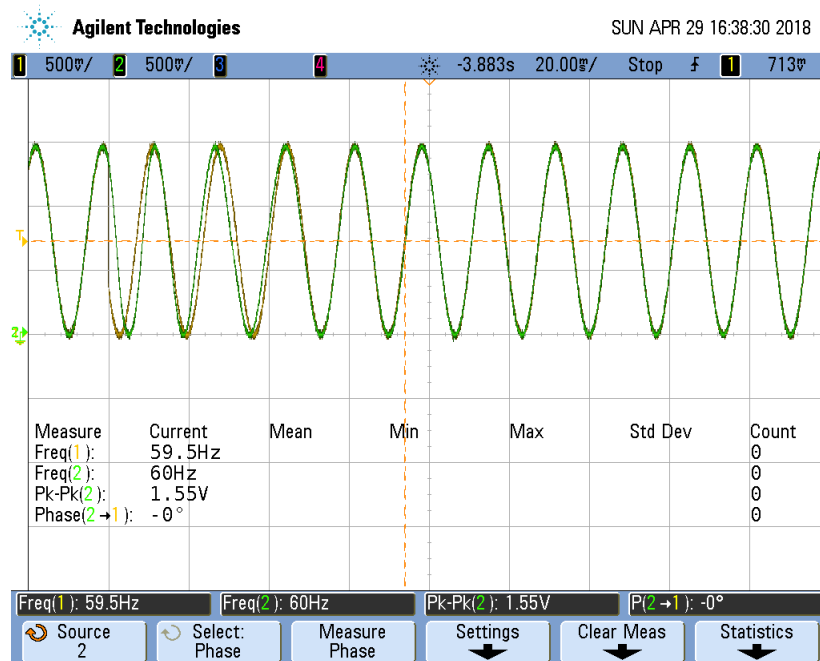 Agilent Technologies SUN APR 29 16:38:30 2018
1 500mV/ 2 500mV/ 3 4 -3.883s 20.00ms/ Stop 1 713mV
T
2
Measure Current Mean Min Max Std Dev Count
Freq(1): 59.5Hz 0
Freq(2): 60Hz 0
Pk-Pk(2): 1.55V 0
Phase(2→1): -0° 0
Freq(1): 59.5Hz Freq(2): 60Hz Pk-Pk(2): 1.55V P(2→1): -0°
Source Select: Measure Settings Clear Meas Statistics
2 Phase Phase